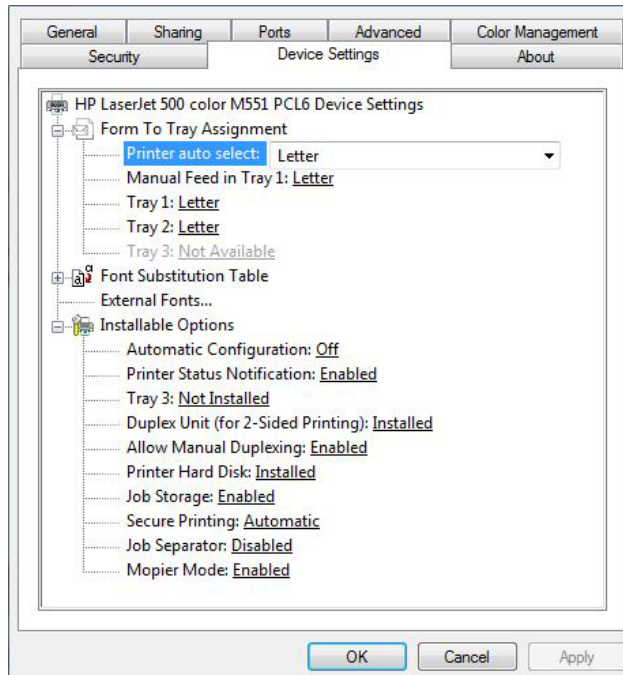 General Sharing Ports Advanced Color Management
Security Device Settings About
HP LaserJet 500 color M551 PCL6 Device Settings
Form To Tray Assignment
Printer auto select: Letter
Manual Feed in Tray 1: Letter
Tray 1: Letter
Tray 2: Letter
Tray 3: Not Available
Font Substitution Table
External Fonts...
Installable Options
Automatic Configuration: Off
Printer Status Notification: Enabled
Tray 3: Not Installed
Duplex Unit (for 2-Sided Printing): Installed
Allow Manual Duplexing: Enabled
Printer Hard Disk: Installed
Job Storage: Enabled
Secure Printing: Automatic
Job Separator: Disabled
Mopier Mode: Enabled
OK Cancel Apply